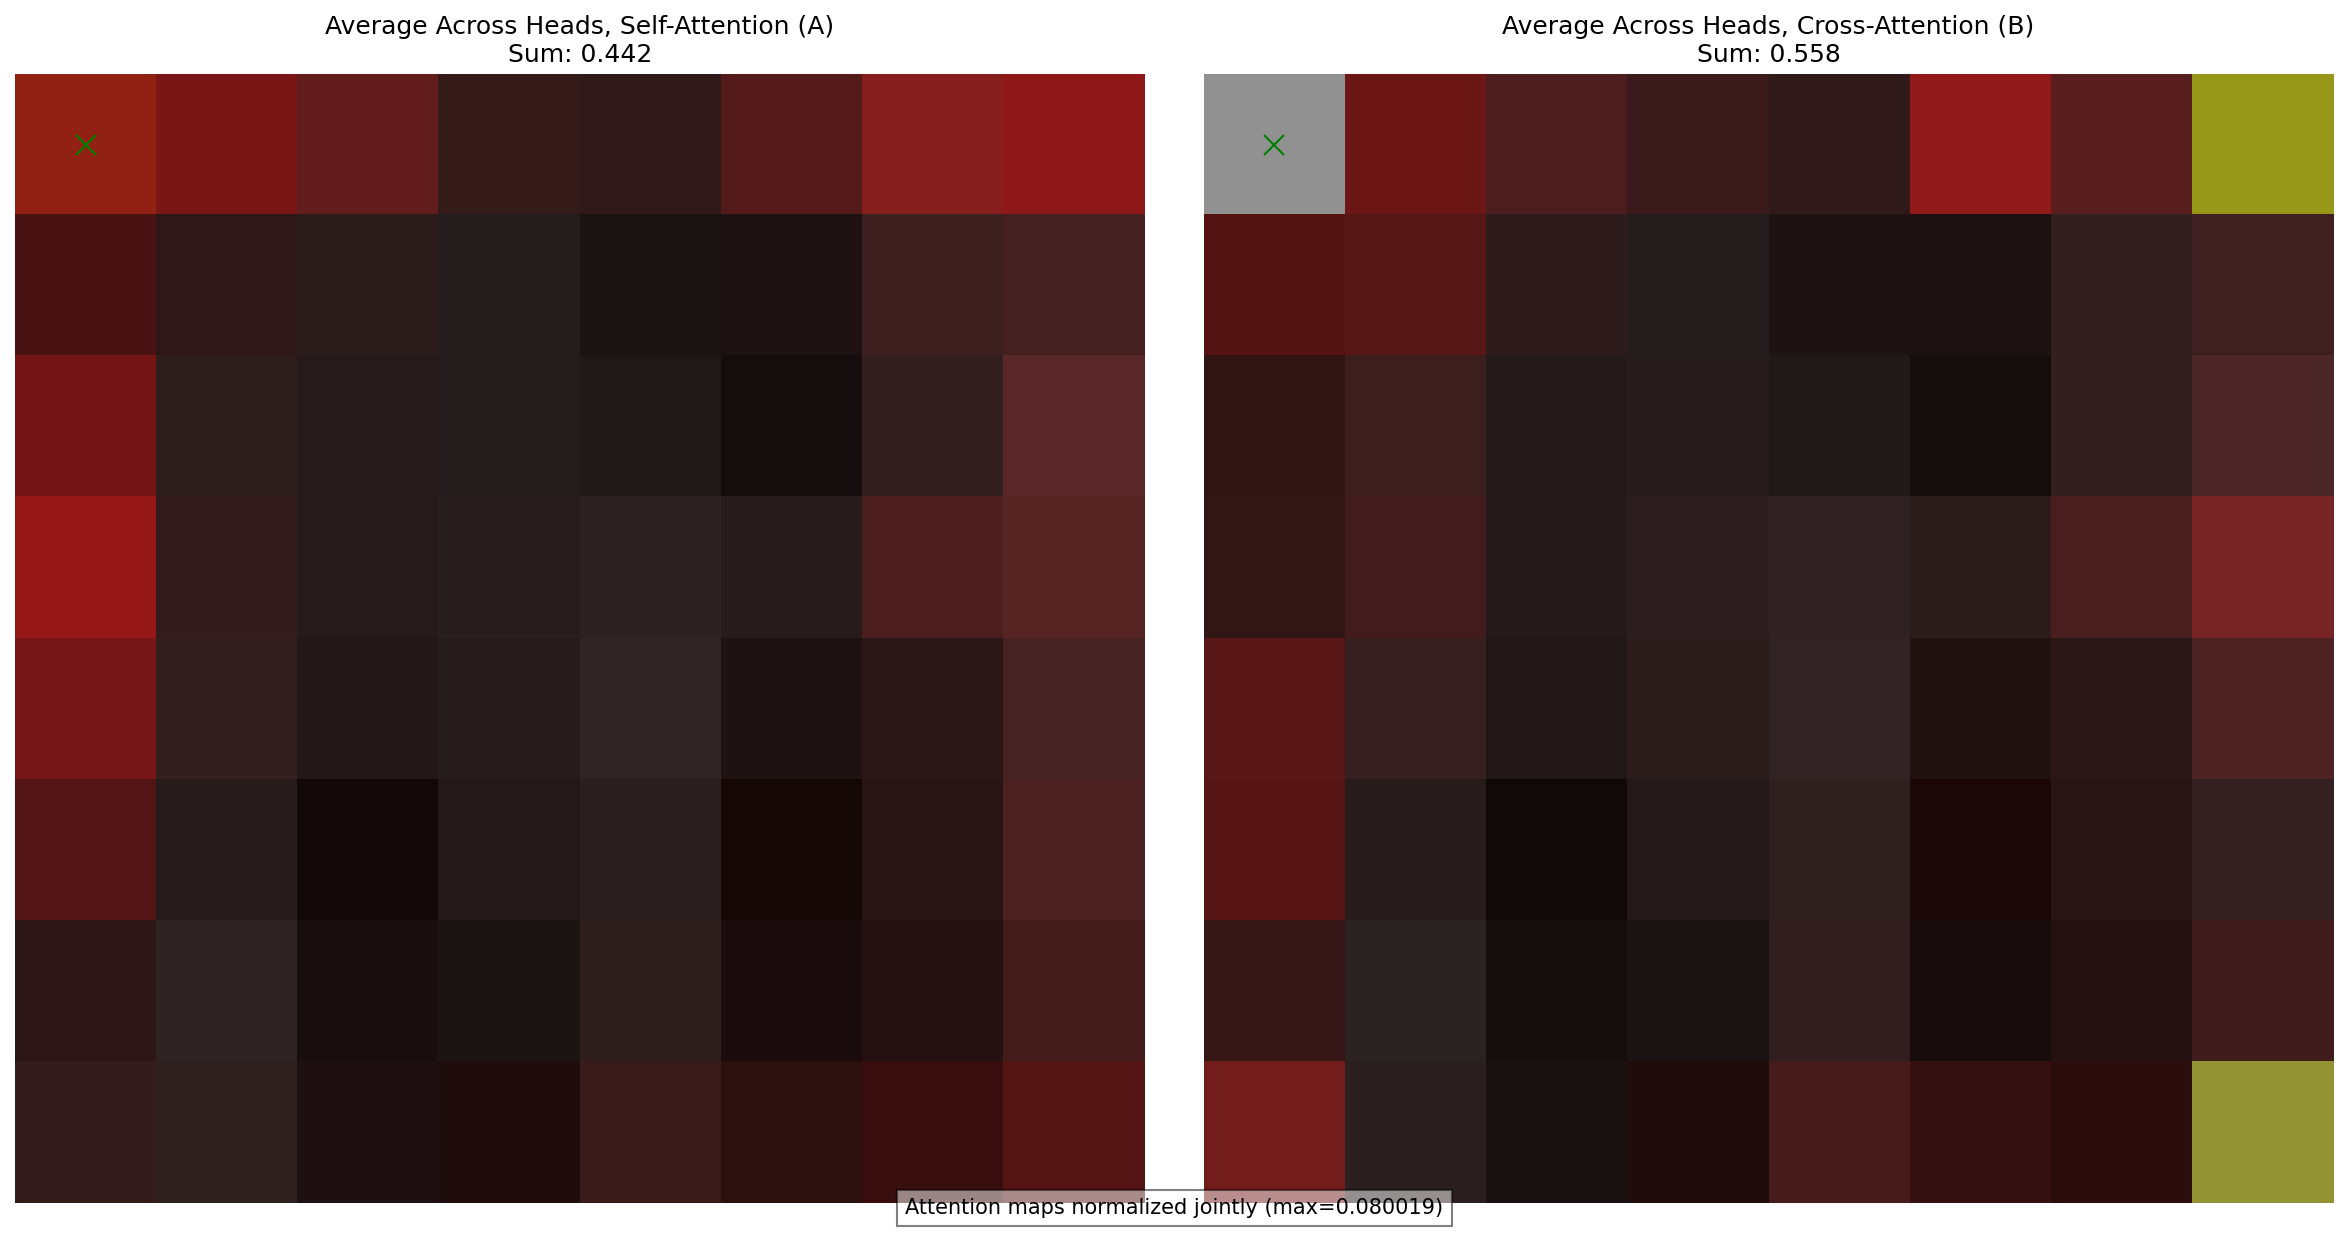 Average Across Heads, Self-Attention (A)
Sum: 0.442
Average Across Heads, Cross-Attention (B)
Sum: 0.558
Attention maps normalized jointly (max=0.080019)